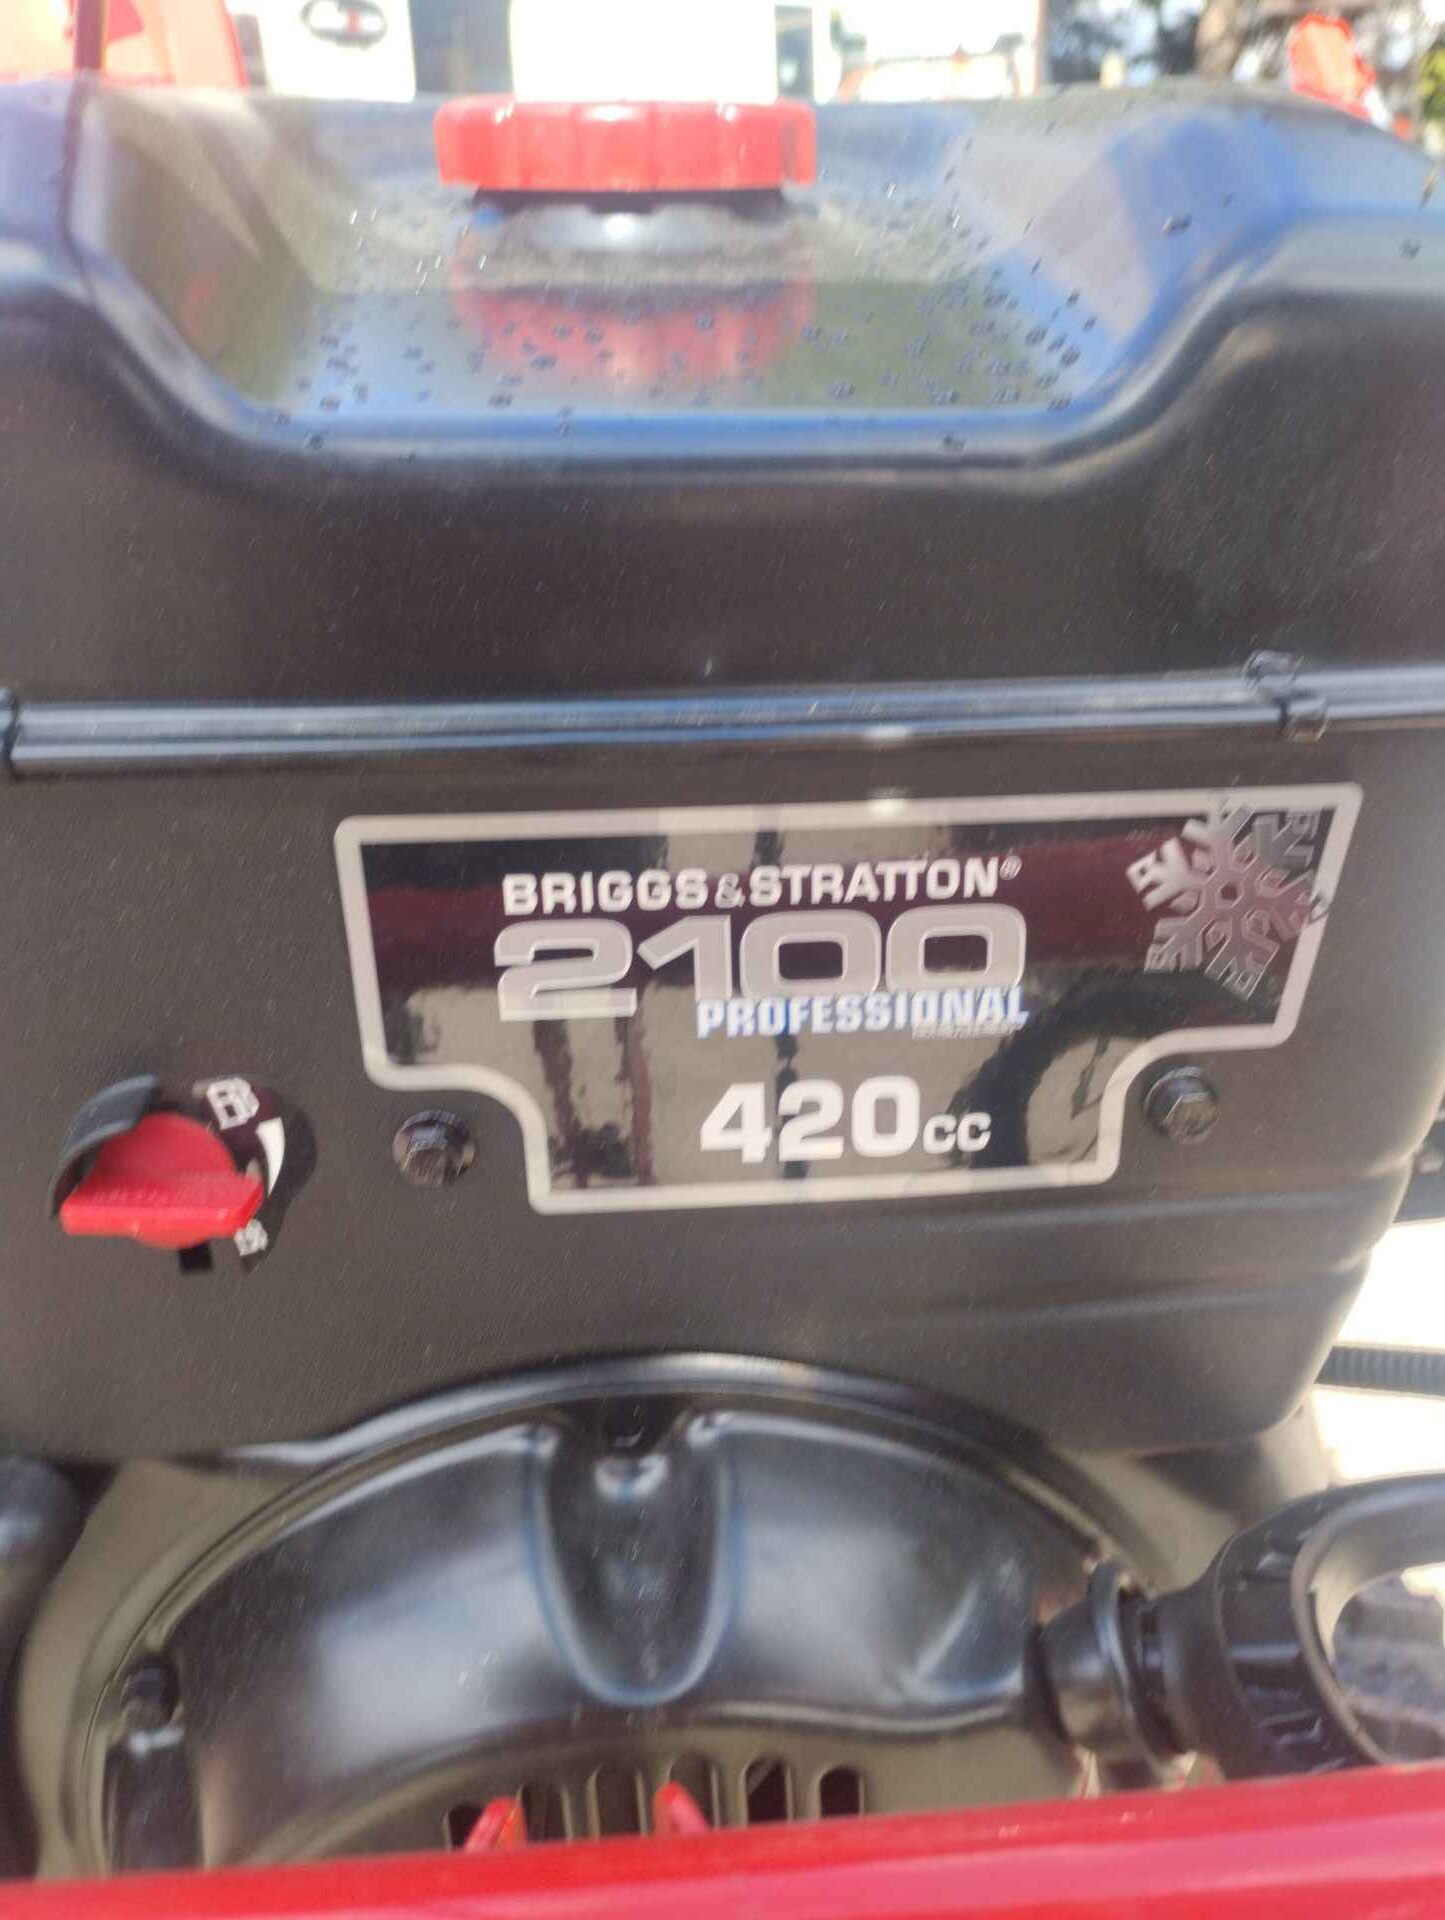 BRIGGS & STRATTON®
2100
PROFESSIONAL
420cc